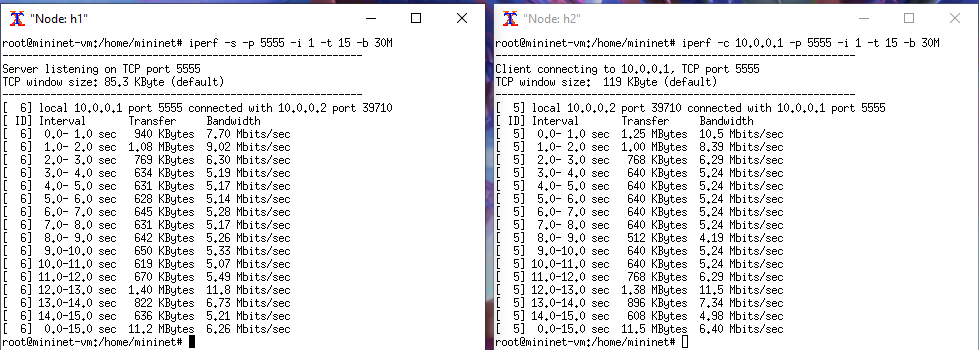 "Node: h1"
root@mininet-vm:/home/mininet# iperf -s -p 5555 -i 1 -t 15 -b 30M
------------------------------------------------------------
Server listening on TCP port 5555
TCP window size: 85.3 KByte (default)
------------------------------------------------------------
[  6] local 10.0.0.1 port 5555 connected with 10.0.0.2 port 39710
[ ID] Interval       Transfer     Bandwidth
[  6]  0.0- 1.0 sec   940 KBytes  7.70 Mbits/sec
[  6]  1.0- 2.0 sec  1.08 MBytes  9.02 Mbits/sec
[  6]  2.0- 3.0 sec   769 KBytes  6.30 Mbits/sec
[  6]  3.0- 4.0 sec   634 KBytes  5.19 Mbits/sec
[  6]  4.0- 5.0 sec   631 KBytes  5.17 Mbits/sec
[  6]  5.0- 6.0 sec   628 KBytes  5.14 Mbits/sec
[  6]  6.0- 7.0 sec   645 KBytes  5.28 Mbits/sec
[  6]  7.0- 8.0 sec   631 KBytes  5.17 Mbits/sec
[  6]  8.0- 9.0 sec   642 KBytes  5.26 Mbits/sec
[  6]  9.0-10.0 sec   650 KBytes  5.33 Mbits/sec
[  6] 10.0-11.0 sec   619 KBytes  5.07 Mbits/sec
[  6] 11.0-12.0 sec   670 KBytes  5.49 Mbits/sec
[  6] 12.0-13.0 sec  1.40 MBytes  11.8 Mbits/sec
[  6] 13.0-14.0 sec   822 KBytes  6.73 Mbits/sec
[  6] 14.0-15.0 sec   636 KBytes  5.21 Mbits/sec
[  6]  0.0-15.0 sec  11.2 MBytes  6.26 Mbits/sec
root@mininet-vm:/home/mininet#
"Node: h2"
root@mininet-vm:/home/mininet# iperf -c 10.0.0.1 -p 5555 -i 1 -t 15 -b 30M
------------------------------------------------------------
Client connecting to 10.0.0.1, TCP port 5555
TCP window size:  119 KByte (default)
------------------------------------------------------------
[  5] local 10.0.0.2 port 39710 connected with 10.0.0.1 port 5555
[ ID] Interval       Transfer     Bandwidth
[  5]  0.0- 1.0 sec  1.25 MBytes  10.5 Mbits/sec
[  5]  1.0- 2.0 sec  1.00 MBytes  8.39 Mbits/sec
[  5]  2.0- 3.0 sec   768 KBytes  6.29 Mbits/sec
[  5]  3.0- 4.0 sec   640 KBytes  5.24 Mbits/sec
[  5]  4.0- 5.0 sec   640 KBytes  5.24 Mbits/sec
[  5]  5.0- 6.0 sec   640 KBytes  5.24 Mbits/sec
[  5]  6.0- 7.0 sec   640 KBytes  5.24 Mbits/sec
[  5]  7.0- 8.0 sec   640 KBytes  5.24 Mbits/sec
[  5]  8.0- 9.0 sec   512 KBytes  4.19 Mbits/sec
[  5]  9.0-10.0 sec   640 KBytes  5.24 Mbits/sec
[  5] 10.0-11.0 sec   640 KBytes  5.24 Mbits/sec
[  5] 11.0-12.0 sec   768 KBytes  6.29 Mbits/sec
[  5] 12.0-13.0 sec  1.38 MBytes  11.5 Mbits/sec
[  5] 13.0-14.0 sec   896 KBytes  7.34 Mbits/sec
[  5] 14.0-15.0 sec   608 KBytes  4.98 Mbits/sec
[  5]  0.0-15.0 sec  11.5 MBytes  6.40 Mbits/sec
root@mininet-vm:/home/mininet#